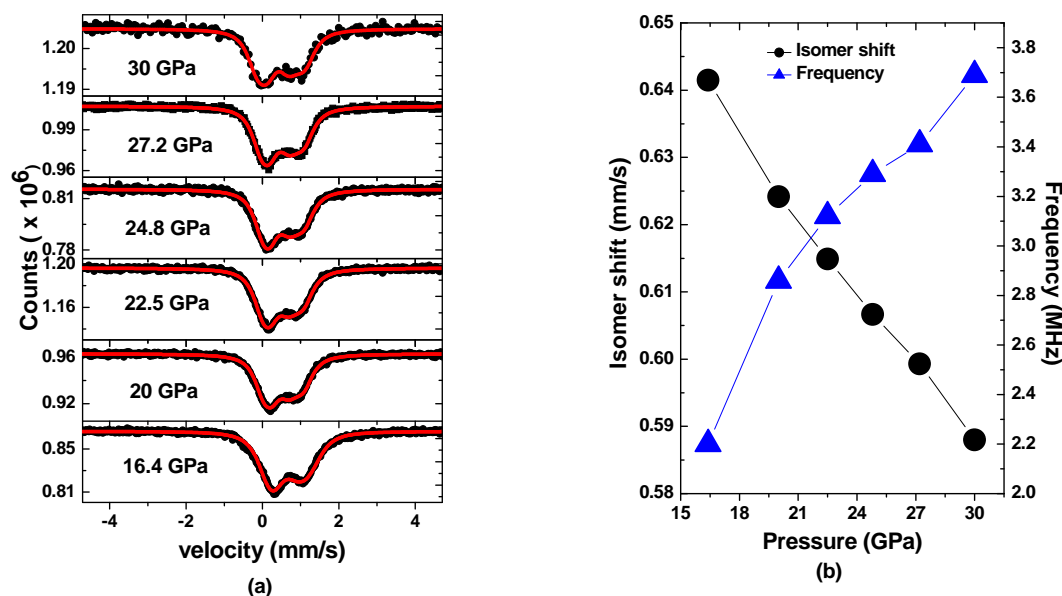 1.20
30 GPa
1.19
0.99
27.2 GPa
0.96
0.81
24.8 GPa
0.78
1.20
22.5 GPa
1.16
0.96
20 GPa
0.92
0.85
16.4 GPa
0.81
Counts ( x 10^6)
-4 -2 0 2 4
velocity (mm/s)
(a)
0.65
0.64
0.63
0.62
0.61
0.60
0.59
0.58
Isomer shift (mm/s)
Isomer shift
Frequency
3.9
3.8
3.6
3.4
3.2
3.0
2.8
2.6
2.4
2.2
2.0
Frequency (MHz)
15 18 21 24 27 30
Pressure (GPa)
(b)